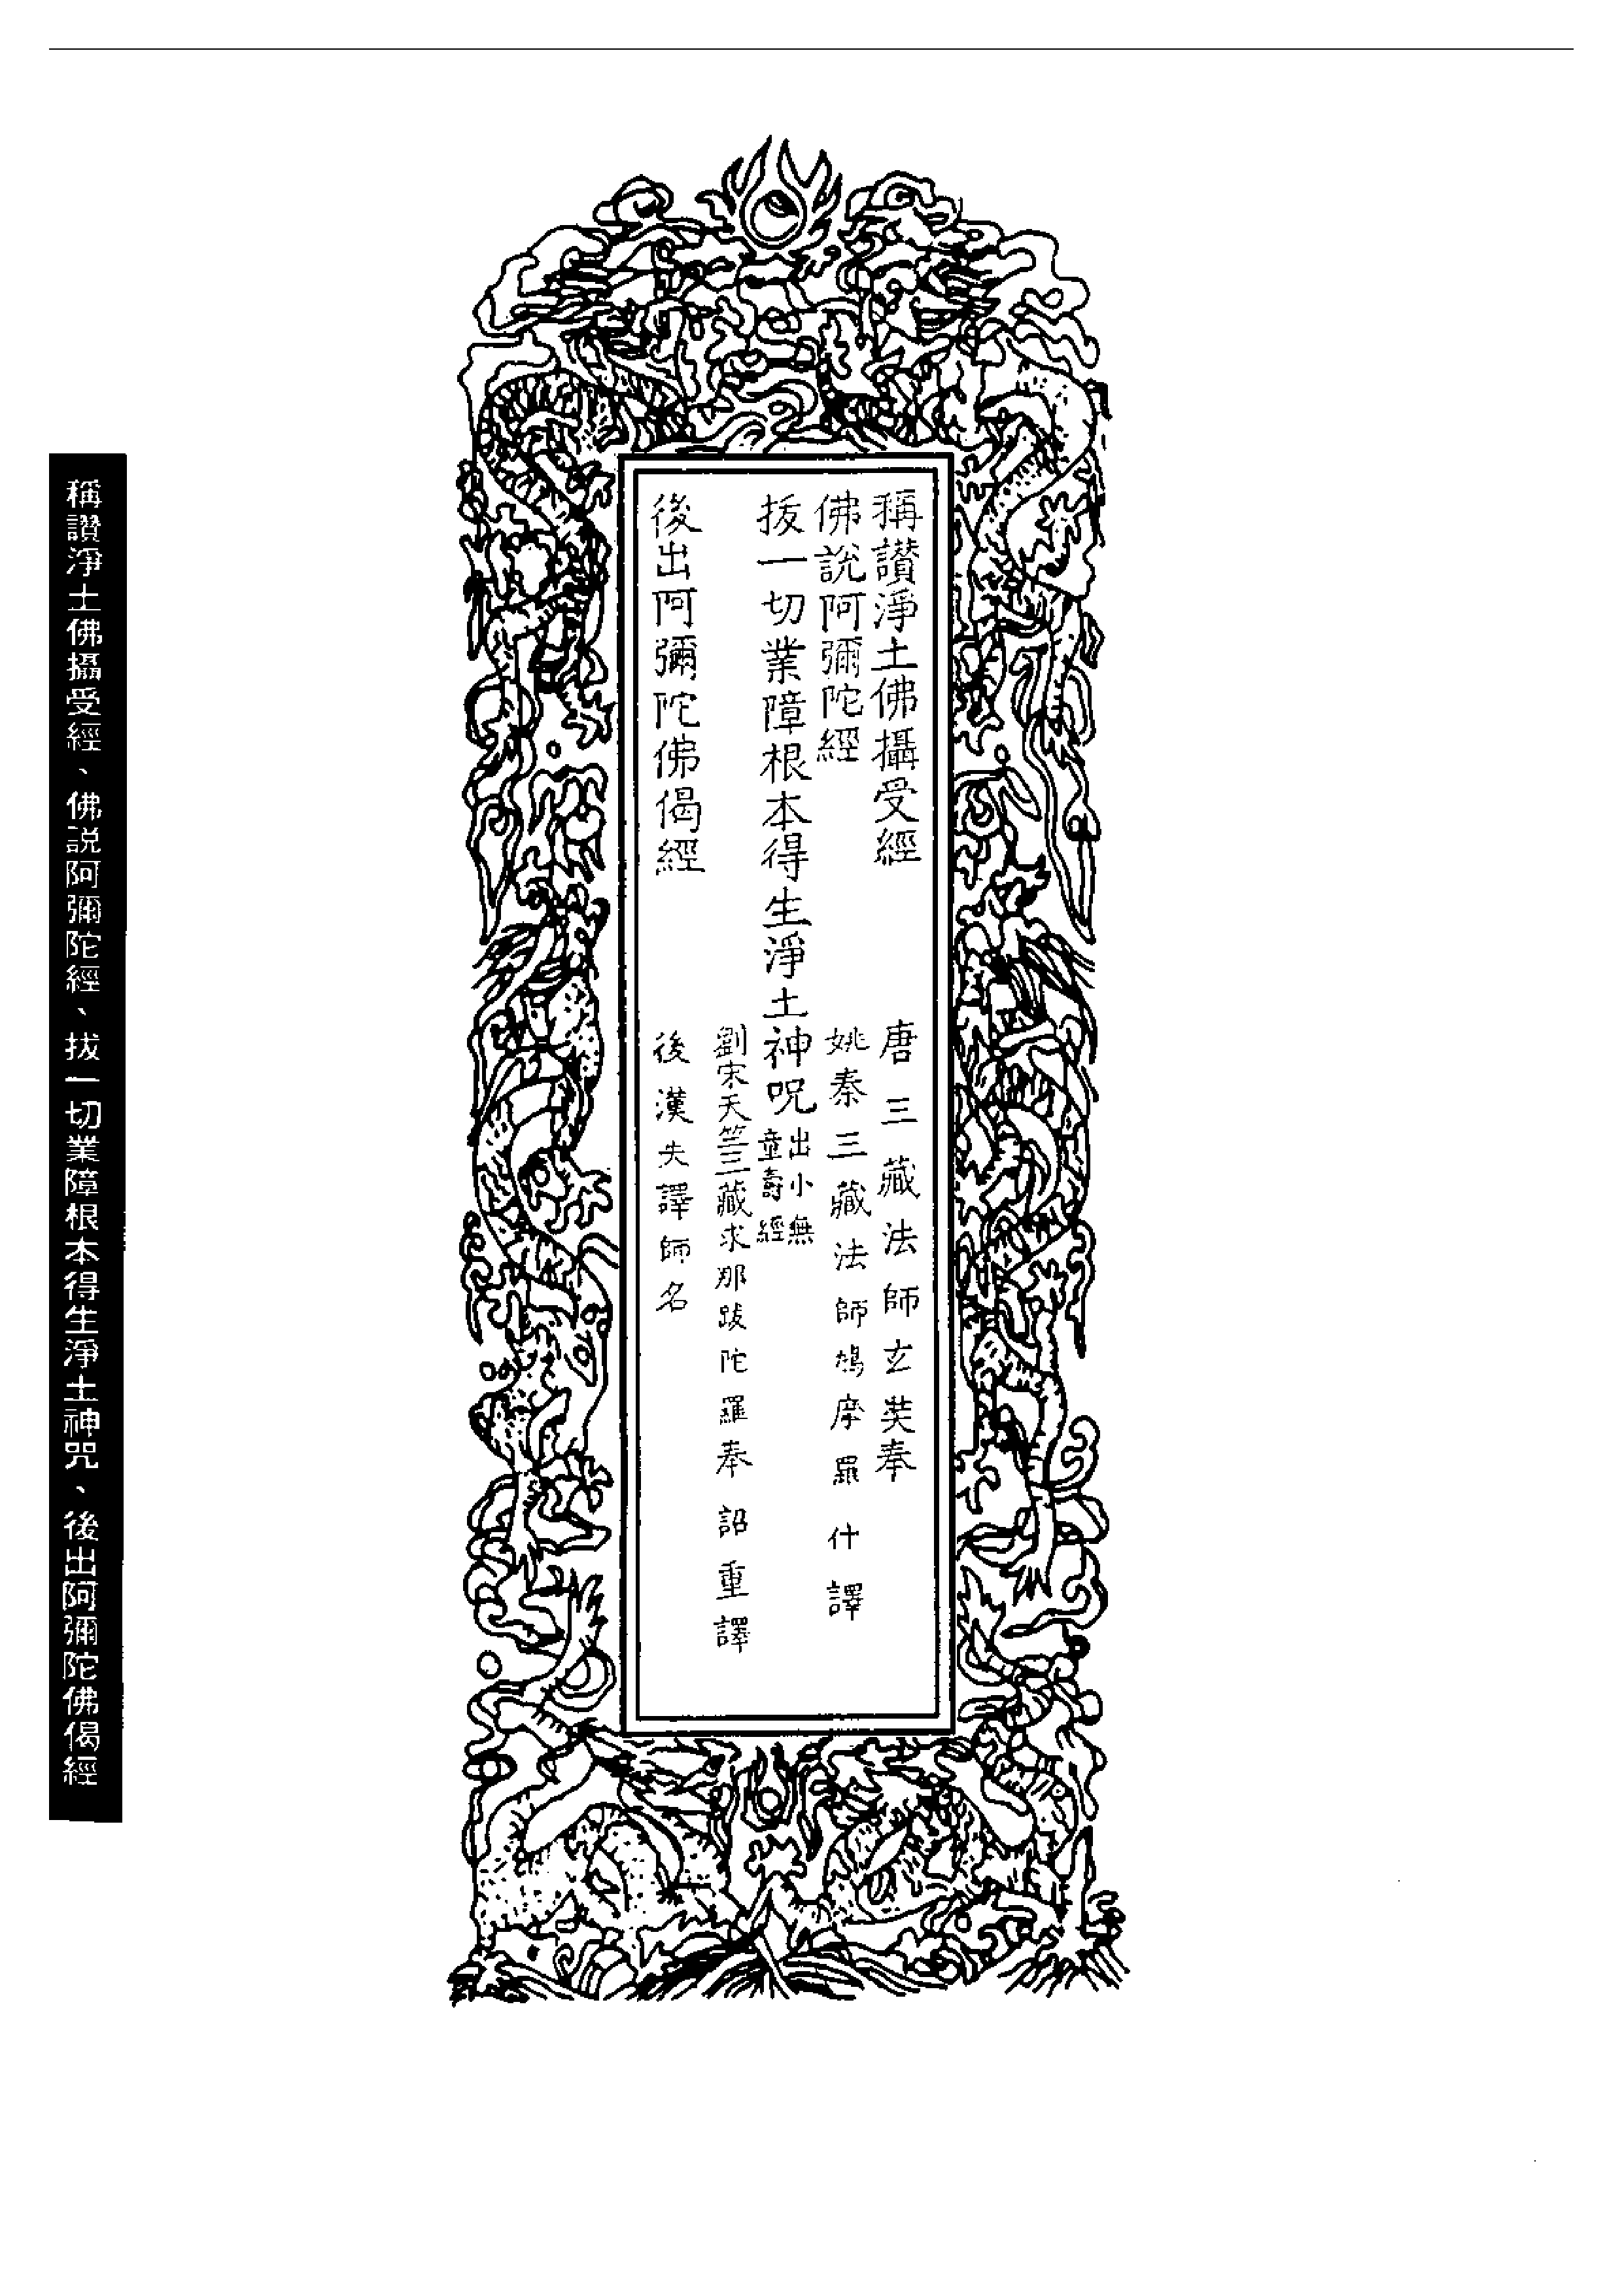 稱讃淨土佛攝受經 唐三藏法師玄奘奉
佛說阿彌陀經 姚秦三藏法師鳩摩羅什譯
拔一切業障根本得生淨土神呪 出小無
量壽經
劉宋天竺三藏求那跋陀羅奉 詔重譯
後出阿彌陀佛偈經 後漢失譯師名
稱讃淨土佛攝受經、佛説阿彌陀經、拔一切業障根本得生淨土神咒、後出阿彌陀佛偈經